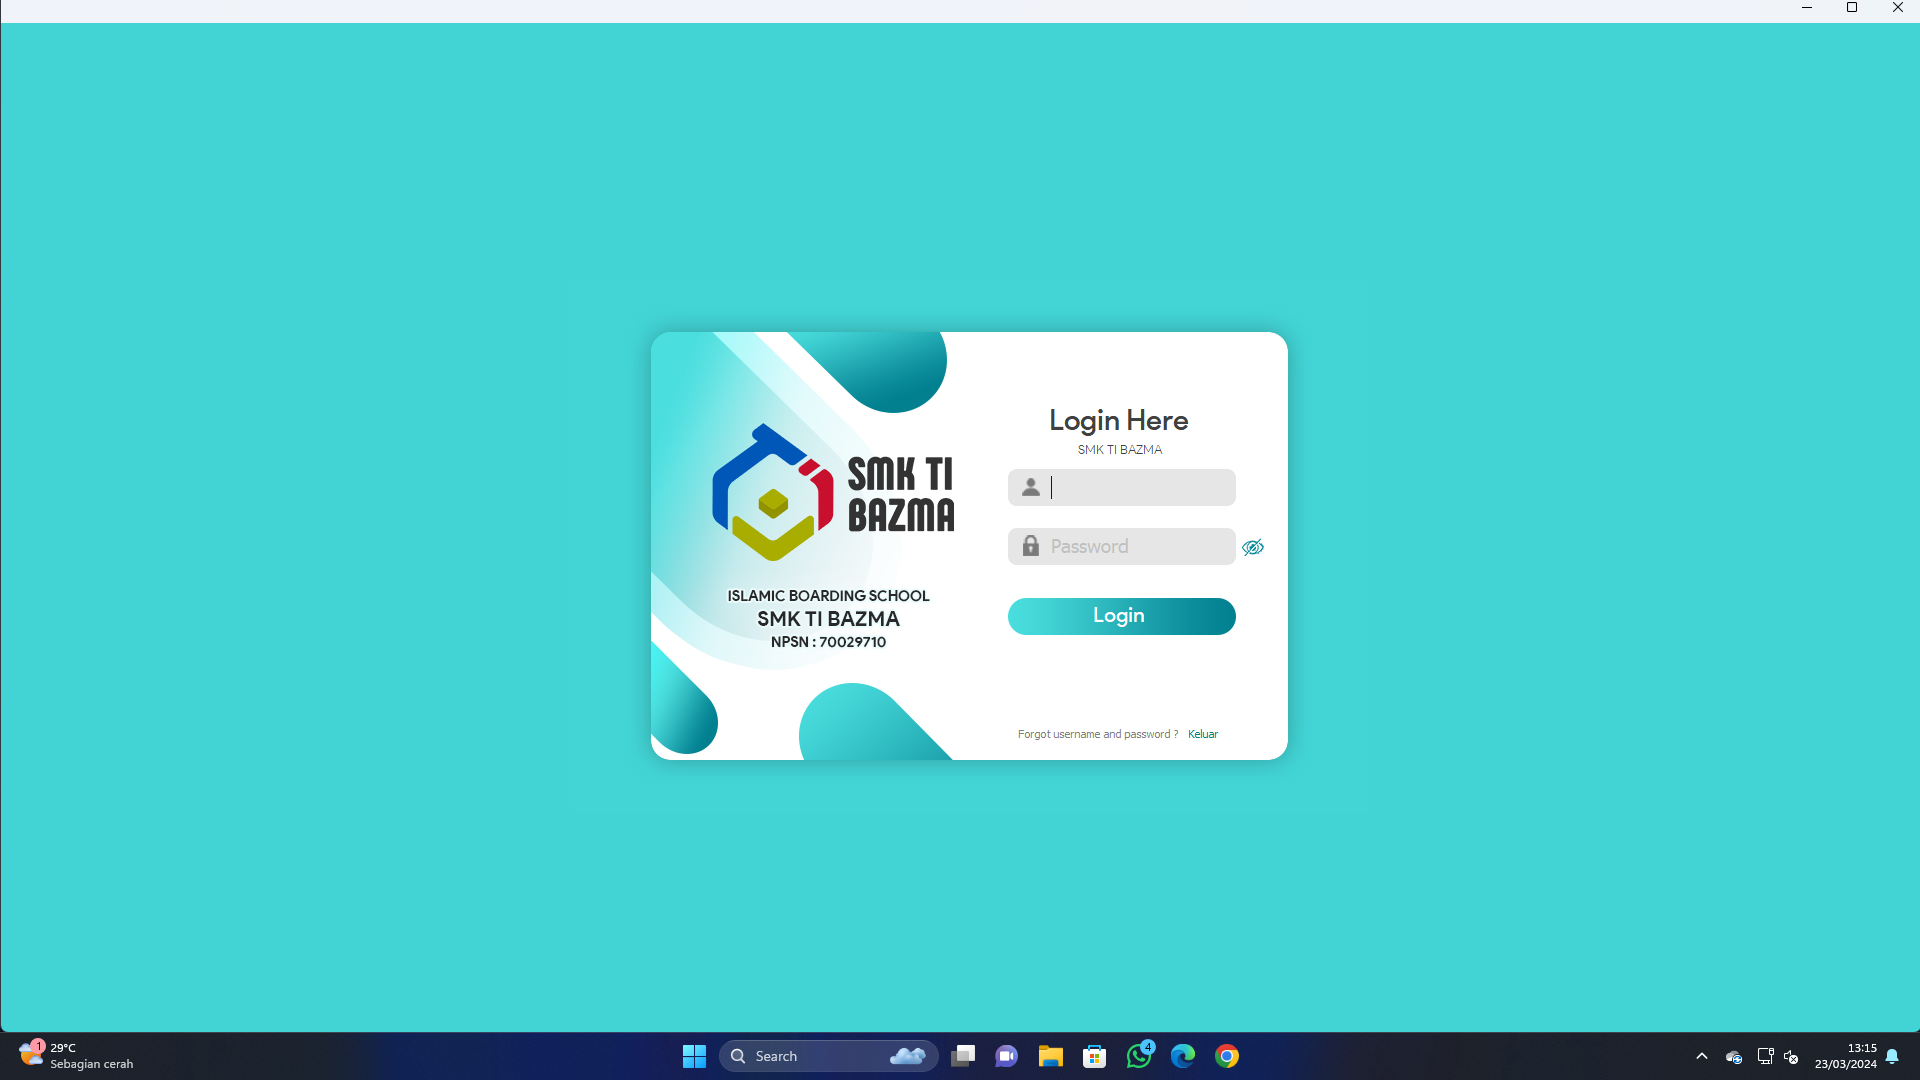 SMK TI
BAZMA
ISLAMIC BOARDING SCHOOL
SMK TI BAZMA
NPSN : 70029710
Login Here
SMK TI BAZMA
Password
Login
Forgot username and password ? Keluar
1
29°C
Sebagian cerah
Search
4
13:15
23/03/2024